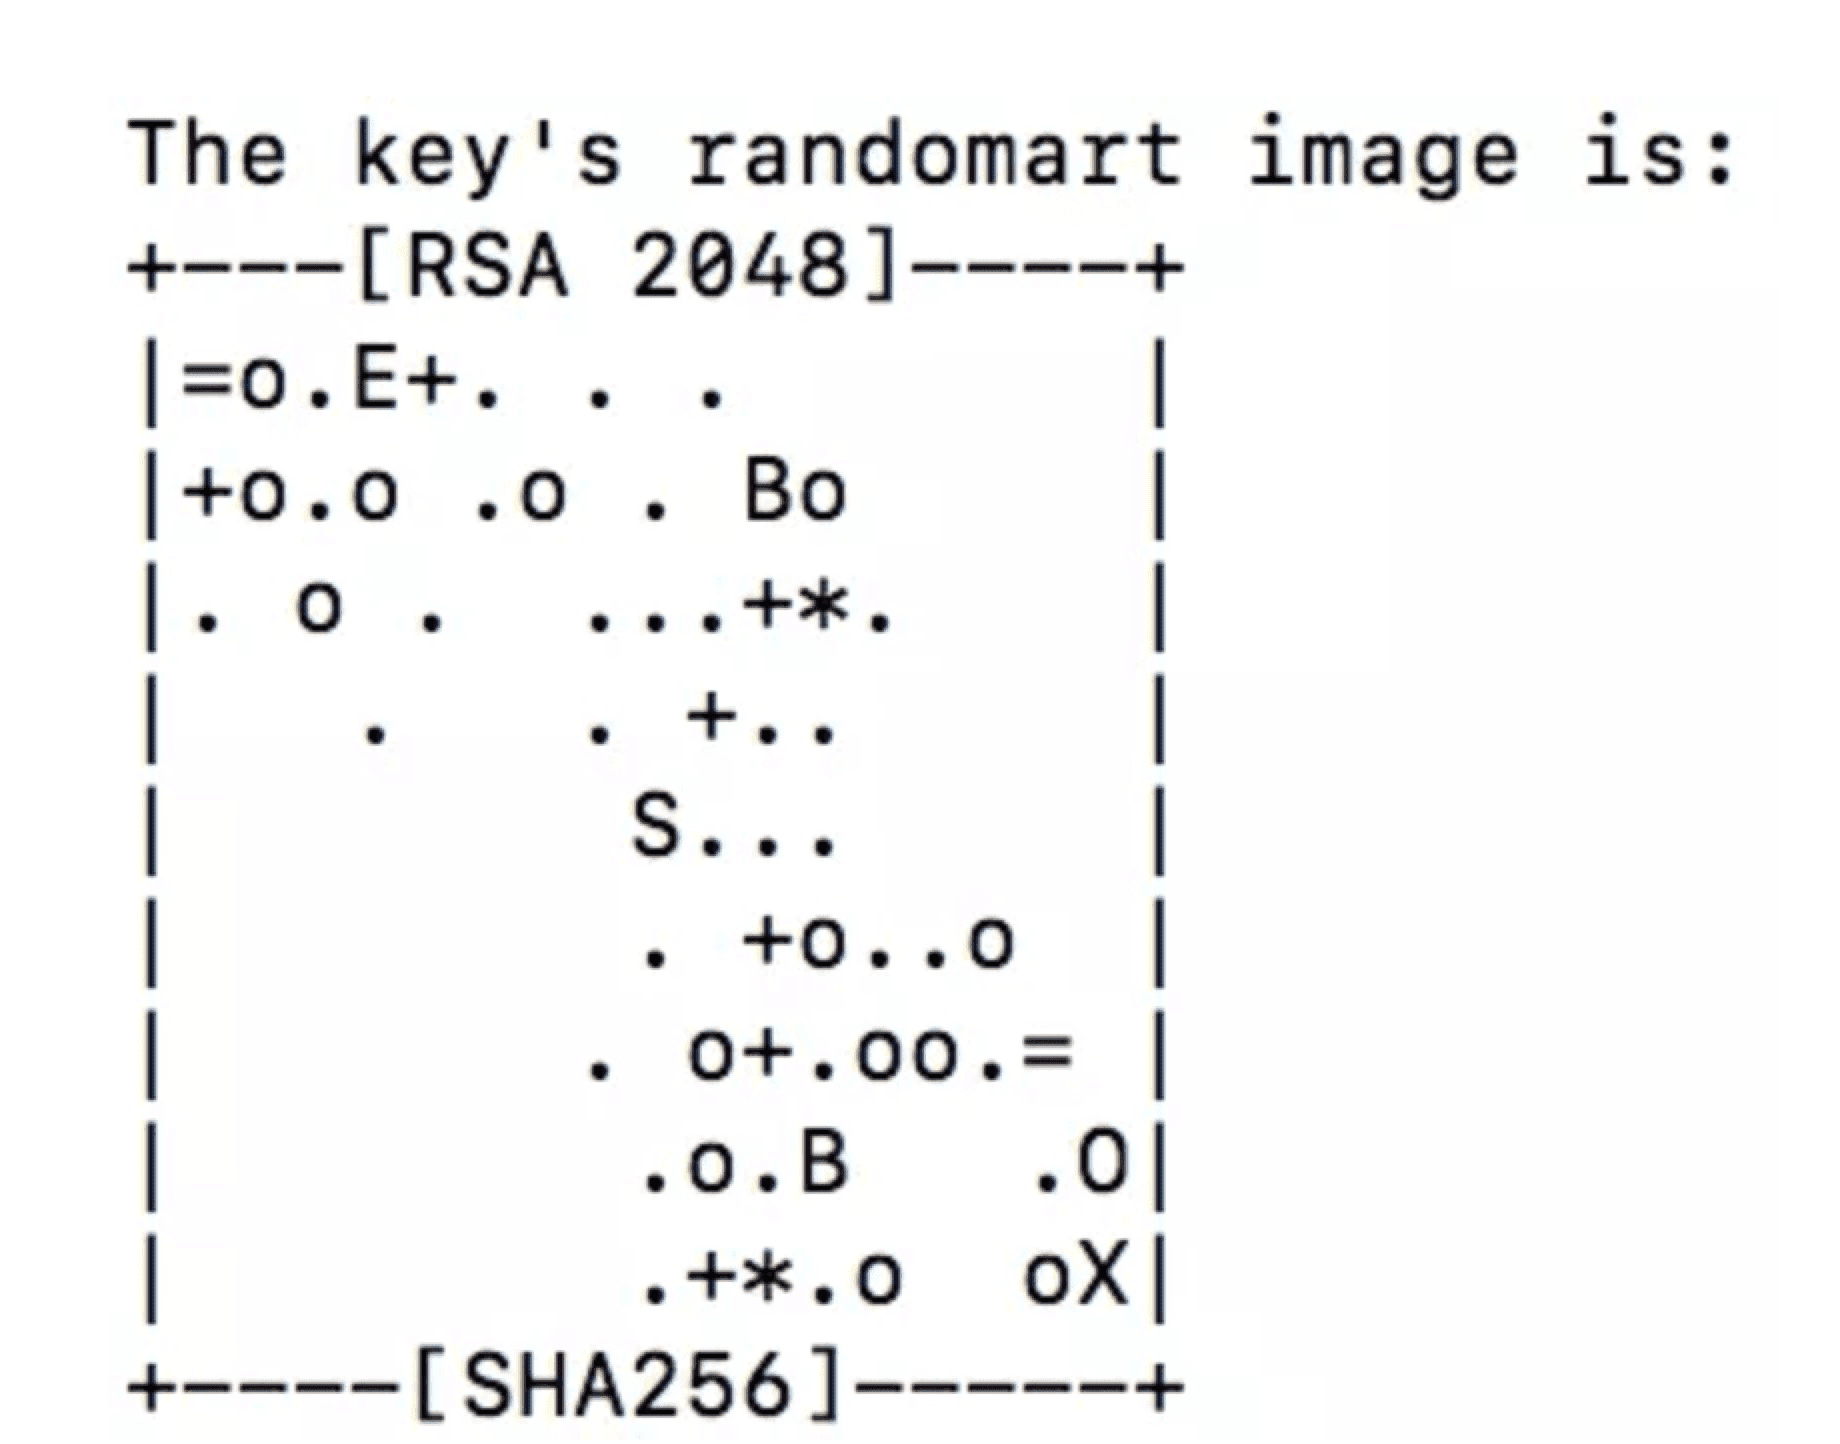 The key's randomart image is:
+---[RSA 2048]----+
|=o.E+. . .       |
|+o.o .o . Bo     |
|. o .  ...+*.    |
|   .   . +..     |
|        S...     |
|        . +o..o  |
|       . o+.oo.= |
|        .o.B   .O|
|        .+*.o  oX|
+----[SHA256]-----+